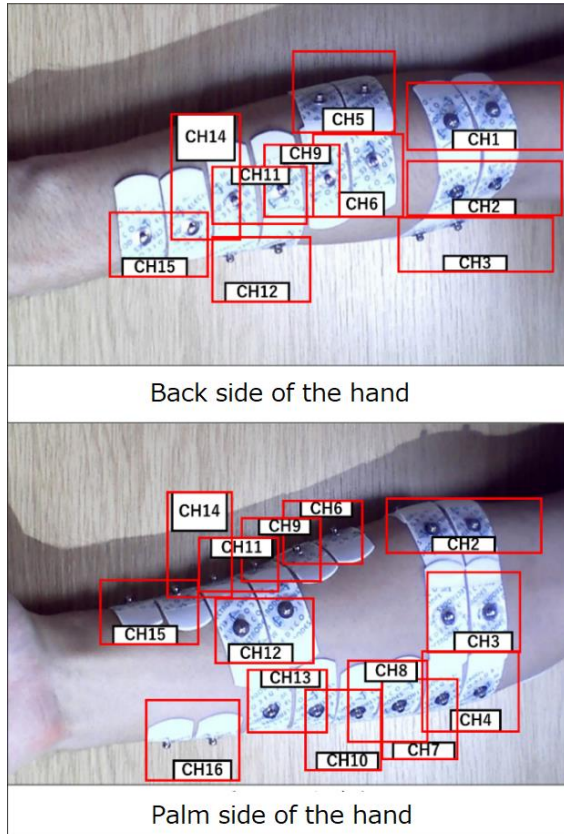 CH5
CH14
CH1
CH9
CH11
CH6
CH2
CH15
CH3
CH12
Back side of the hand
CH6
CH14
CH9
CH11
CH2
CH15
CH3
CH12
CH8
CH13
CH4
CH7
CH10
CH16
Palm side of the hand